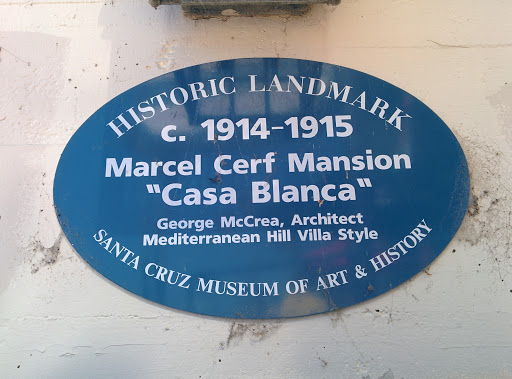 HISTORIC LANDMARK
c. 1914-1915
Marcel Cerf Mansion
"Casa Blanca"
George McCrea, Architect
Mediterranean Hill Villa Style
SANTA CRUZ MUSEUM OF ART & HISTORY